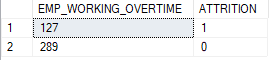 EMP_WORKING_OVERTIME ATTRITION
1 127 1
2 289 0